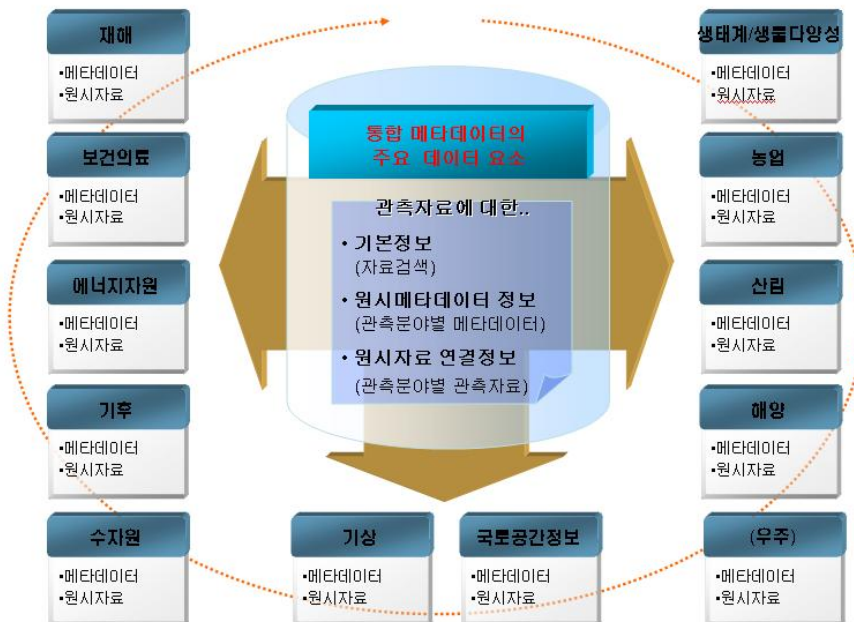 재해
▪메타데이터
▪원시자료
보건의료
▪메타데이터
▪원시자료
에너지자원
▪메타데이터
▪원시자료
기후
▪메타데이터
▪원시자료
수자원
▪메타데이터
▪원시자료
통합 메타데이터의
주요 데이터 요소
관측자료에 대한..
• 기본정보
(자료검색)
• 원시메타데이터 정보
(관측분야별 메타데이터)
• 원시자료 연결정보
(관측분야별 관측자료)
기상
▪메타데이터
▪원시자료
국토공간정보
▪메타데이터
▪원시자료
생태계/생물다양성
▪메타데이터
▪원시자료
농업
▪메타데이터
▪원시자료
산림
▪메타데이터
▪원시자료
해양
▪메타데이터
▪원시자료
(우주)
▪메타데이터
▪원시자료